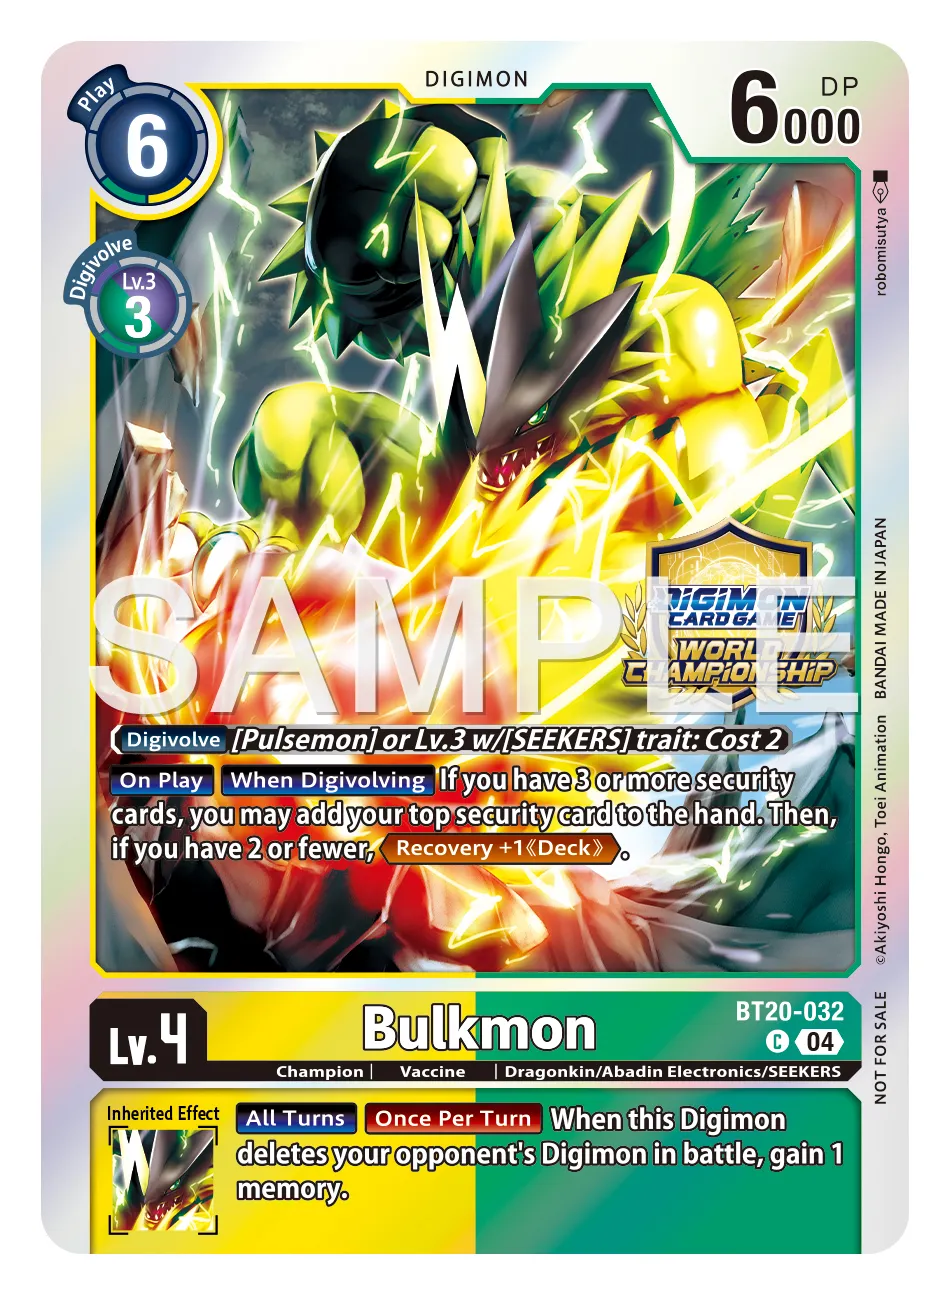 DIGIMON
Play
6
DP
6000
Digivolve
Lv.3
3
robomisutya
SAMPLE
DIGIMON
CARD GAME
WORLD
CHAMPIONSHIP
Digivolve [Pulsemon] or Lv.3 w/[SEEKERS] trait: Cost 2
On Play When Digivolving If you have 3 or more security
cards, you may add your top security card to the hand. Then,
if you have 2 or fewer, Recovery +1《Deck》.
©Akiyoshi Hongo, Toei Animation BANDAI MADE IN JAPAN
NOT FOR SALE
Lv.4
Bulkmon
BT20-032
C 04
Champion | Vaccine | Dragonkin/Abadin Electronics/SEEKERS
Inherited Effect
All Turns Once Per Turn When this Digimon
deletes your opponent's Digimon in battle, gain 1
memory.